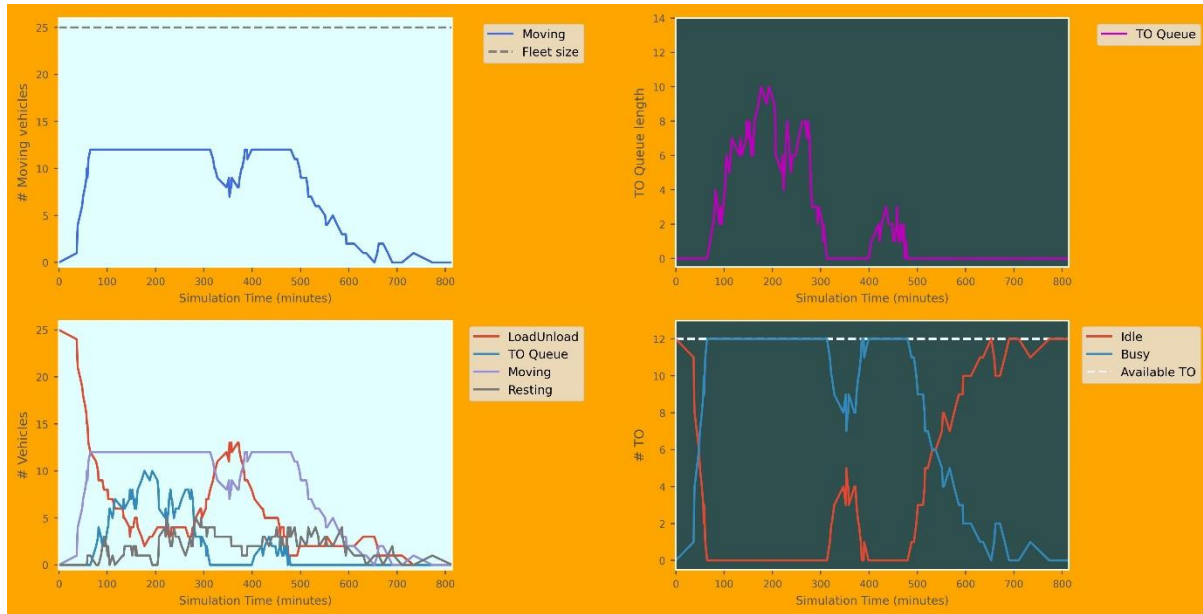 25
20
15
10
5
0
# Moving vehicles
0 100 200 300 400 500 600 700 800
Simulation Time (minutes)
Moving
Fleet size
14
12
10
8
6
4
2
0
TO Queue length
0 100 200 300 400 500 600 700 800
Simulation Time (minutes)
TO Queue
25
20
15
10
5
0
# Vehicles
0 100 200 300 400 500 600 700 800
Simulation Time (minutes)
LoadUnload
TO Queue
Moving
Resting
12
10
8
6
4
2
0
# TO
0 100 200 300 400 500 600 700 800
Simulation Time (minutes)
Idle
Busy
Available TO